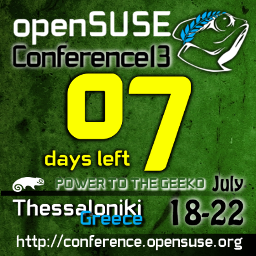 openSUSE
Conference13
07
days left
POWER TO THE GEEKO July
Thessaloniki 18-22
Greece
http://conference.opensuse.org